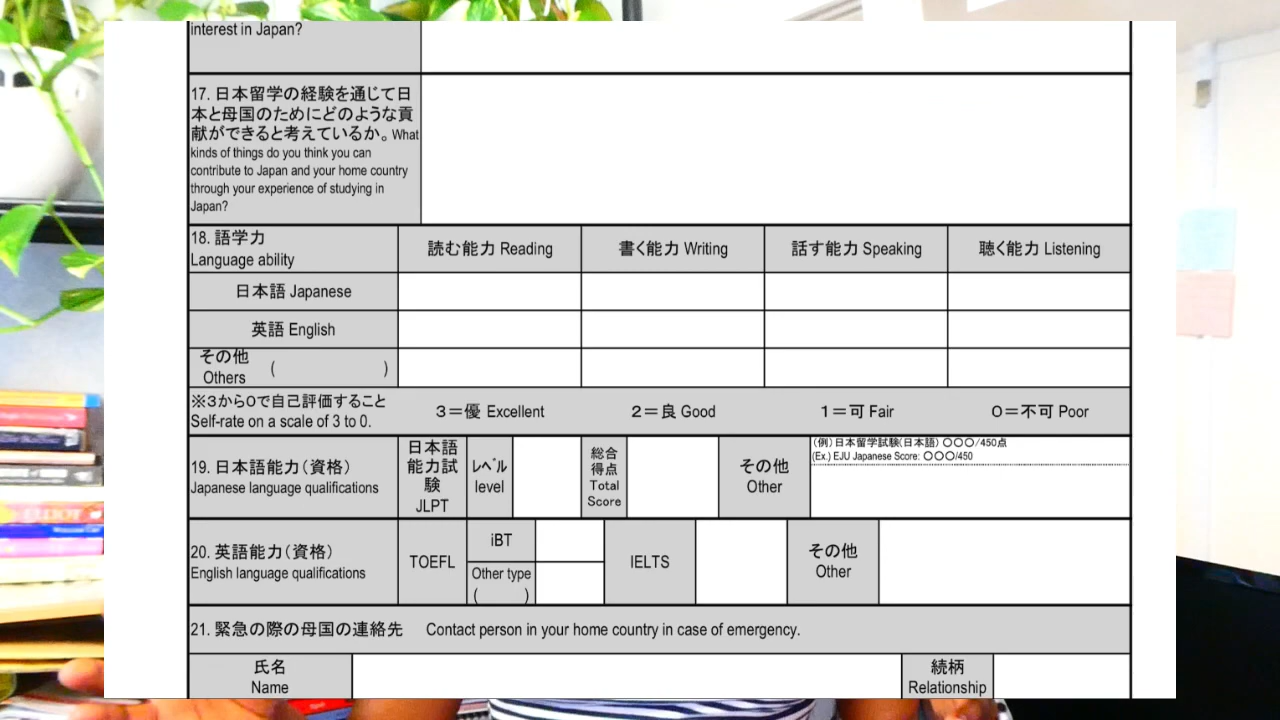 interest in Japan?
17. 日本留学の経験を通じて日
本と母国のためにどのような貢
献ができると考えているか。What
kinds of things do you think you can
contribute to Japan and your home country
through your experience of studying in
Japan?
18. 語学力
Language ability
読む能力 Reading
書く能力 Writing
話す能力 Speaking
聴く能力 Listening
日本語 Japanese
英語 English
その他
Others ( )
※3から0で自己評価すること
Self-rate on a scale of 3 to 0.
3＝優 Excellent
2＝良 Good
1＝可 Fair
0＝不可 Poor
19. 日本語能力（資格）
Japanese language qualifications
日本語
能力試
験
JLPT
レベル
level
総合
得点
Total
Score
その他
Other
(例)日本留学試験(日本語) 〇〇〇/450点
(Ex.) EJU Japanese Score: 〇〇〇/450
20. 英語能力（資格）
English language qualifications
TOEFL
iBT
Other type
( )
IELTS
その他
Other
21. 緊急の際の母国の連絡先 Contact person in your home country in case of emergency.
氏名
Name
続柄
Relationship